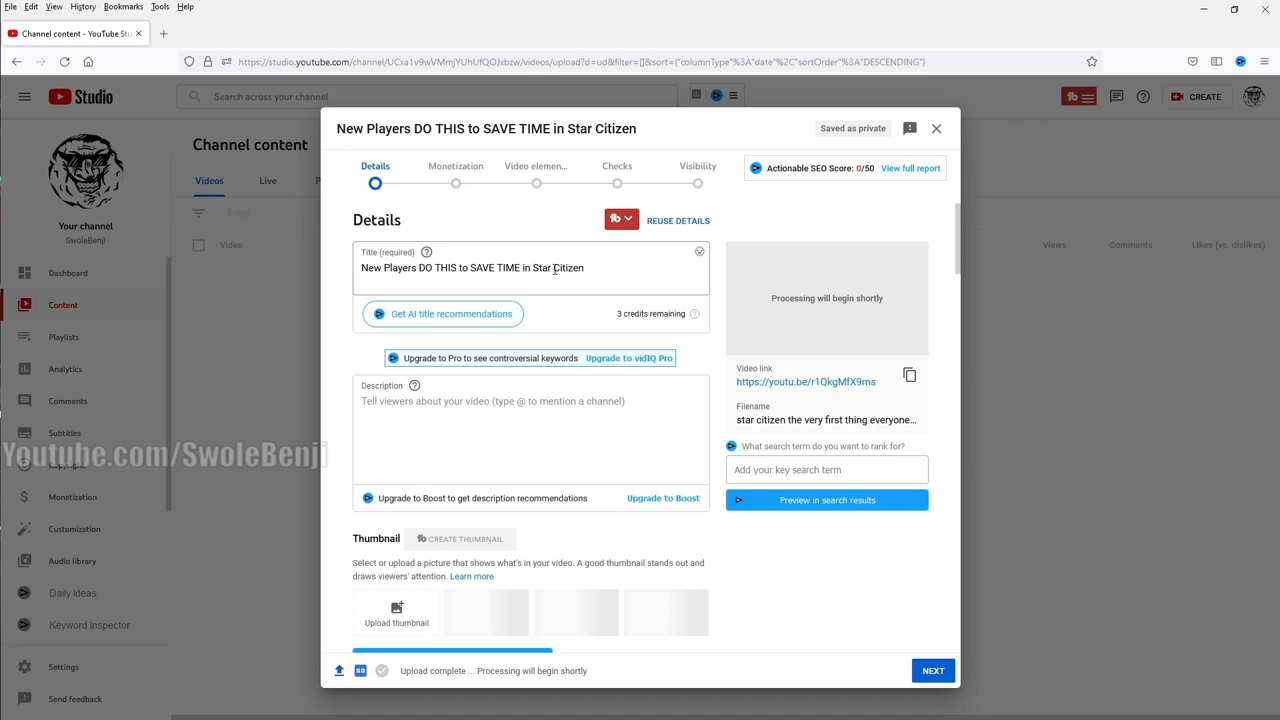 File Edit View History Bookmarks Tools Help
Channel content - YouTube Stu
https://studio.youtube.com/channel/UCxa1v9wVMmjYUhUfQOJxbzw/videos/upload?d=ud&filter=[]&sort={"columnType"%3A"date"%2C"sortOrder"%3A"DESCENDING"}
Studio
Search across your channel
CREATE
New Players DO THIS to SAVE TIME in Star Citizen
Saved as private
Channel content
Videos
Live
Details
Monetization
Video elemen...
Checks
Visibility
Actionable SEO Score: 0/50 View full report
Filter
Details
tb
REUSE DETAILS
Your channel
SwoleBenji
Video
Views
Comments
Likes (vs. dislikes)
Title (required)
New Players DO THIS to SAVE TIME in Star Citizen
Get AI title recommendations
3 credits remaining
Processing will begin shortly
Upgrade to Pro to see controversial keywords Upgrade to vidIQ Pro
Description
Tell viewers about your video (type @ to mention a channel)
Upgrade to Boost to get description recommendations
Upgrade to Boost
Video link
https://youtu.be/r1QkgMfX9ms
Filename
star citizen the very first thing everyone...
What search term do you want to rank for?
Add your key search term
Preview in search results
Thumbnail
tb CREATE THUMBNAIL
Select or upload a picture that shows what's in your video. A good thumbnail stands out and
draws viewers' attention. Learn more
Upload thumbnail
Dashboard
Content
Playlists
Analytics
Comments
Subtitles
Youtube.com/SwoleBenji
Monetization
Customization
Audio library
Daily Ideas
Keyword Inspector
Settings
Send feedback
Upload complete ... Processing will begin shortly
NEXT